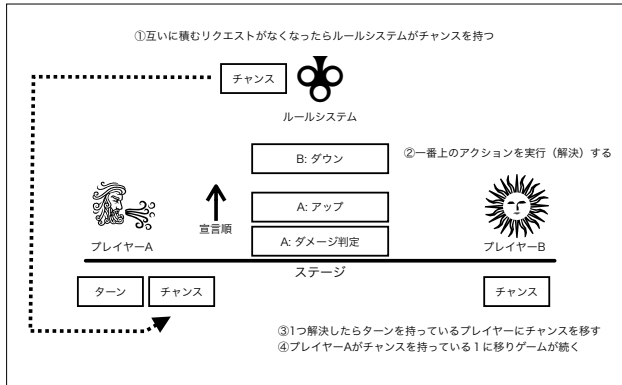 ①互いに積むリクエストがなくなったらルールシステムがチャンスを持つ
チャンス
ルールシステム
B: ダウン
②一番上のアクションを実行（解決）する
A: アップ
宣言順
A: ダメージ判定
プレイヤーA
プレイヤーB
ステージ
ターン
チャンス
チャンス
③1つ解決したらターンを持っているプレイヤーにチャンスを移す
④プレイヤーAがチャンスを持っている１に移りゲームが続く